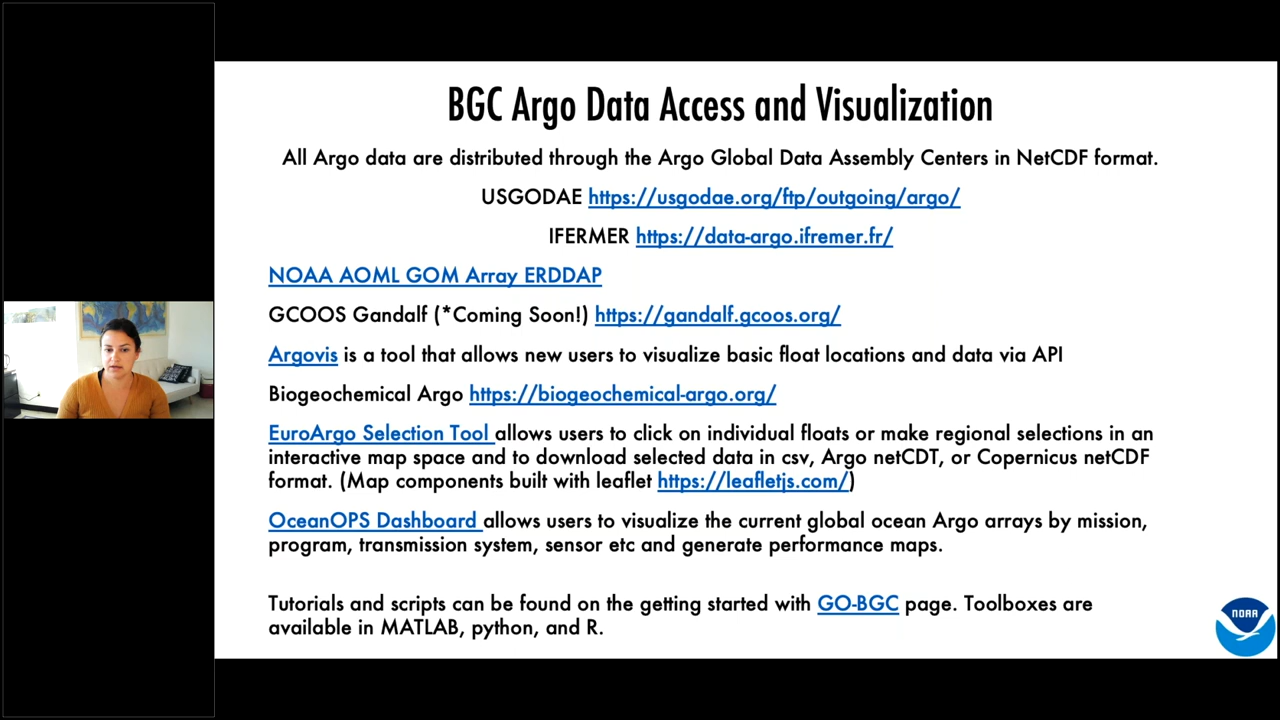 BGC Argo Data Access and Visualization
All Argo data are distributed through the Argo Global Data Assembly Centers in NetCDF format.
USGODAE https://usgodae.org/ftp/outgoing/argo/
IFERMER https://data-argo.ifremer.fr/
NOAA AOML GOM Array ERDDAP
GCOOS Gandalf (*Coming Soon!) https://gandalf.gcoos.org/
Argovis is a tool that allows new users to visualize basic float locations and data via API
Biogeochemical Argo https://biogeochemical-argo.org/
EuroArgo Selection Tool allows users to click on individual floats or make regional selections in an
interactive map space and to download selected data in csv, Argo netCDT, or Copernicus netCDF
format. (Map components built with leaflet https://leafletjs.com/)
OceanOPS Dashboard allows users to visualize the current global ocean Argo arrays by mission,
program, transmission system, sensor etc and generate performance maps.
Tutorials and scripts can be found on the getting started with GO-BGC page. Toolboxes are
available in MATLAB, python, and R.
NOAA